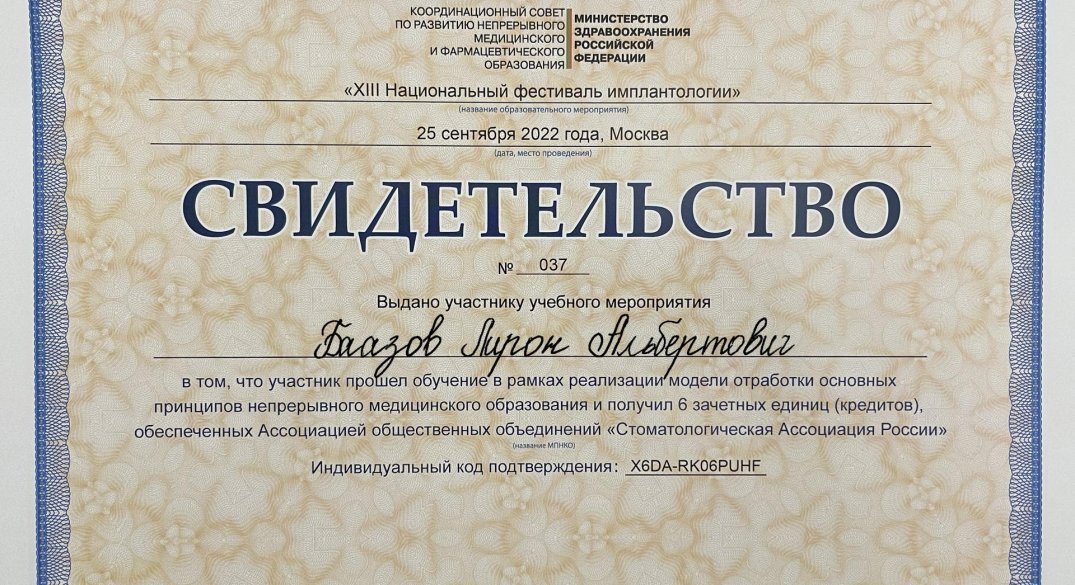 КООРДИНАЦИОННЫЙ СОВЕТ
ПО РАЗВИТИЮ НЕПРЕРЫВНОГО
МЕДИЦИНСКОГО
И ФАРМАЦЕВТИЧЕСКОГО
ОБРАЗОВАНИЯ
МИНИСТЕРСТВО
ЗДРАВООХРАНЕНИЯ
РОССИЙСКОЙ
ФЕДЕРАЦИИ
«XIII Национальный фестиваль имплантологии»
(название образовательного мероприятия)
25 сентября 2022 года, Москва
(дата, место проведения)
СВИДЕТЕЛЬСТВО
№ 037
Выдано участнику учебного мероприятия
Баазов Лирон Альбертович
в том, что участник прошел обучение в рамках реализации модели отработки основных
принципов непрерывного медицинского образования и получил 6 зачетных единиц (кредитов),
обеспеченных Ассоциацией общественных объединений «Стоматологическая Ассоциация России»
(название МПНКО)
Индивидуальный код подтверждения: X6DA-RK06PUHF